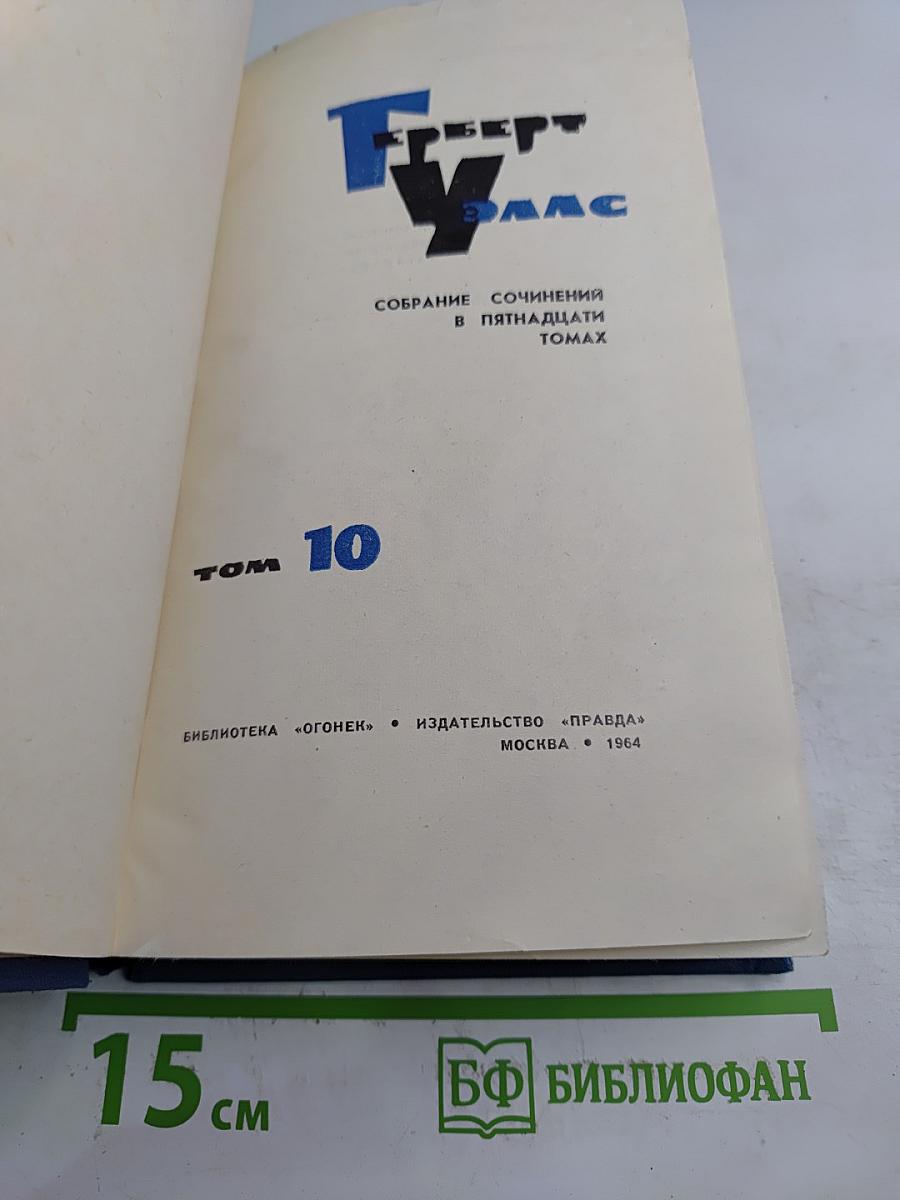 Герберт
Уэллс
СОБРАНИЕ СОЧИНЕНИЙ
В ПЯТНАДЦАТИ
ТОМАХ
ТОМ 10
БИБЛИОТЕКА «ОГОНЕК» • ИЗДАТЕЛЬСТВО «ПРАВДА»
МОСКВА • 1964
15 см
БФ БИБЛИОФАН